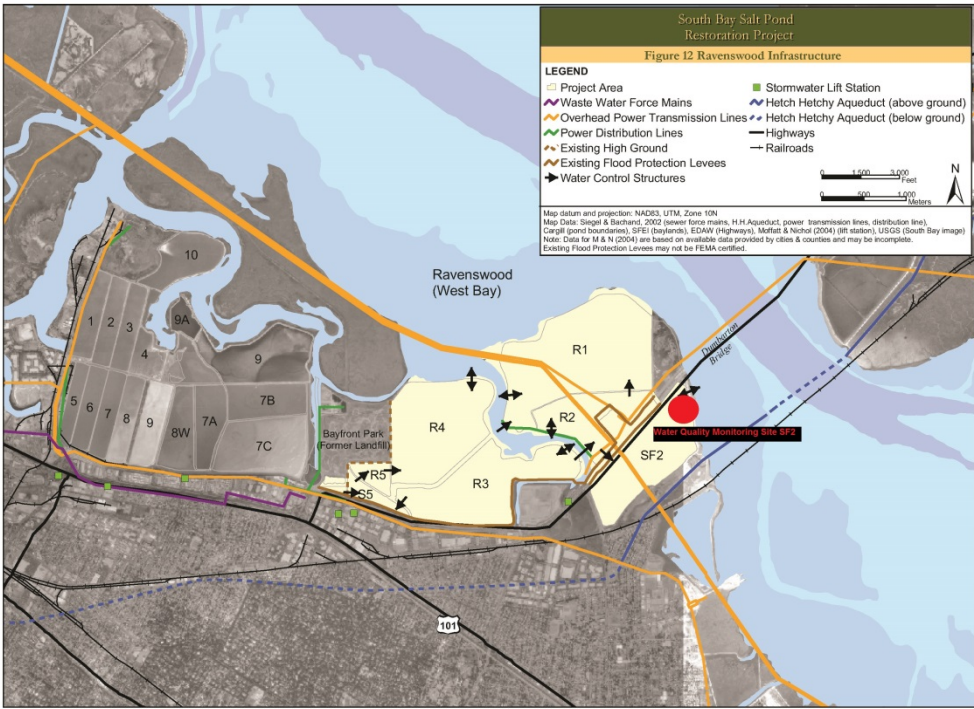 South Bay Salt Pond
Restoration Project
Figure 12 Ravenswood Infrastructure
LEGEND
Project Area
Waste Water Force Mains
Overhead Power Transmission Lines
Power Distribution Lines
Existing High Ground
Existing Flood Protection Levees
Water Control Structures
Stormwater Lift Station
Hetch Hetchy Aqueduct (above ground)
Hetch Hetchy Aqueduct (below ground)
Highways
Railroads
0 1,500 3,000
Feet
0 500 1,000
Meters
N
Map datum and projection: NAD83, UTM, Zone 10N
Map Data: Siegel & Bachand, 2002 (sewer force mains, H.H.Aqueduct, power transmission lines, distribution line),
Cargill (pond boundaries), SFEI (baylands), EDAW (Highways), Moffatt & Nichol (2004) (lift station), USGS (South Bay image)
Note: Data for M & N (2004) are based on available data provided by cities & counties and may be incomplete.
Existing Flood Protection Levees may not be FEMA certified.
Ravenswood
(West Bay)
10
9A
1
2
3
4
9
5
6
7
8
9
8W
7A
7B
7C
Bayfront Park
(Former Landfill)
R1
R2
R4
R3
R5
S5
SF2
Dumbarton
Bridge
Water Quality Monitoring Site SF2
101